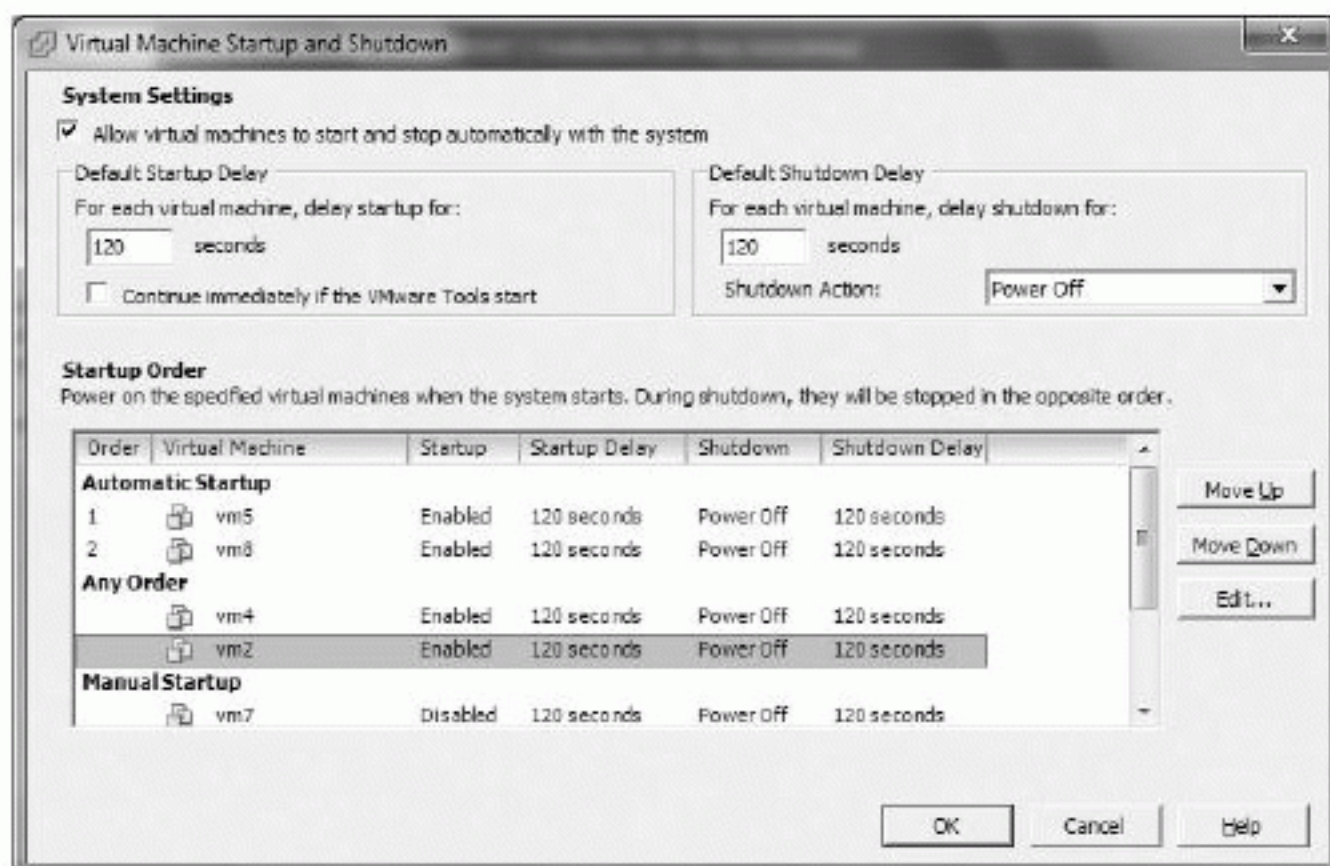 Virtual Machine Startup and Shutdown
System Settings
Allow virtual machines to start and stop automatically with the system
Default Startup Delay
For each virtual machine, delay startup for:
120 seconds
Continue immediately if the VMware Tools start
Default Shutdown Delay
For each virtual machine, delay shutdown for:
120 seconds
Shutdown Action: Power Off
Startup Order
Power on the specified virtual machines when the system starts. During shutdown, they will be stopped in the opposite order.
Order Virtual Machine Startup Startup Delay Shutdown Shutdown Delay
Automatic Startup
1 vm5 Enabled 120 seconds Power Off 120 seconds
2 vm8 Enabled 120 seconds Power Off 120 seconds
Any Order
vm4 Enabled 120 seconds Power Off 120 seconds
vm2 Enabled 120 seconds Power Off 120 seconds
Manual Startup
vm7 Disabled 120 seconds Power Off 120 seconds
Move Up
Move Down
Edit...
OK Cancel Help